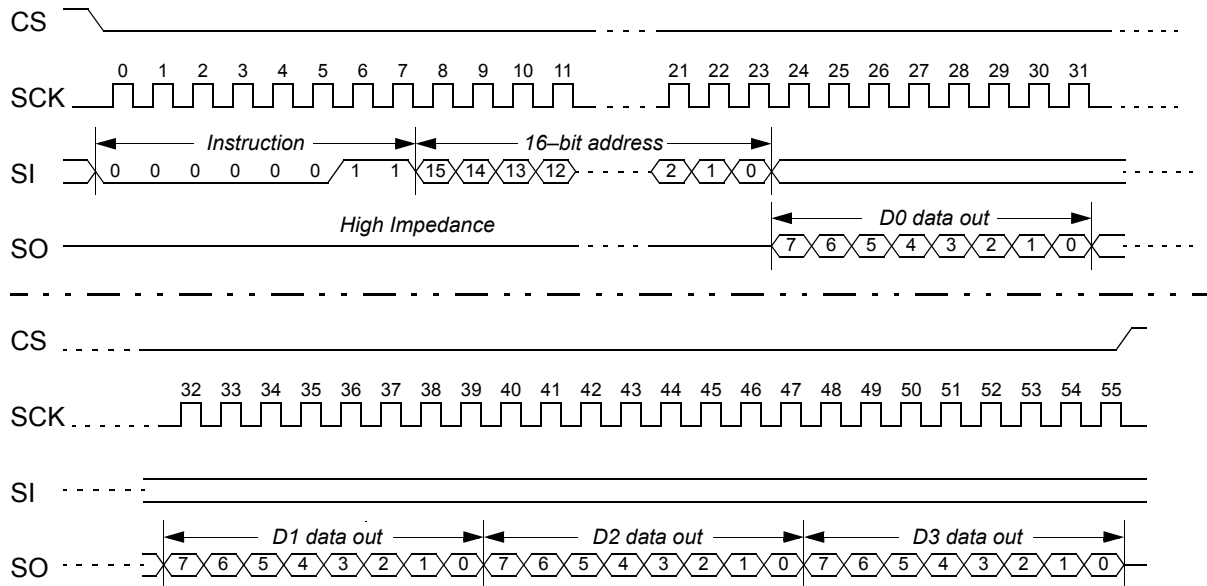 CS
0 1 2 3 4 5 6 7 8 9 10 11 21 22 23 24 25 26 27 28 29 30 31
SCK
Instruction 16–bit address
SI 0 0 0 0 0 0 1 1 15 14 13 12 2 1 0
High Impedance D0 data out
SO 7 6 5 4 3 2 1 0
CS
32 33 34 35 36 37 38 39 40 41 42 43 44 45 46 47 48 49 50 51 52 53 54 55
SCK
SI
D1 data out D2 data out D3 data out
SO 7 6 5 4 3 2 1 0 7 6 5 4 3 2 1 0 7 6 5 4 3 2 1 0